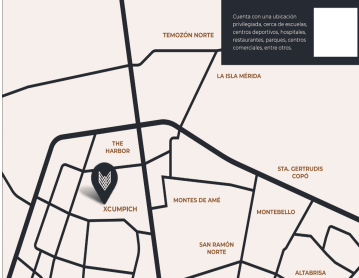 Cuenta con una ubicación
privilegiada, cerca de escuelas,
centros deportivos, hospitales,
restaurantes, parques, centros
comerciales, entre otros.
TEMOZÓN NORTE
LA ISLA MÉRIDA
THE
HARBOR
STA. GERTRUDIS
COPÓ
XCUMPICH
MONTES DE AMÉ
MONTEBELLO
SAN RAMÓN
NORTE
ALTABRISA